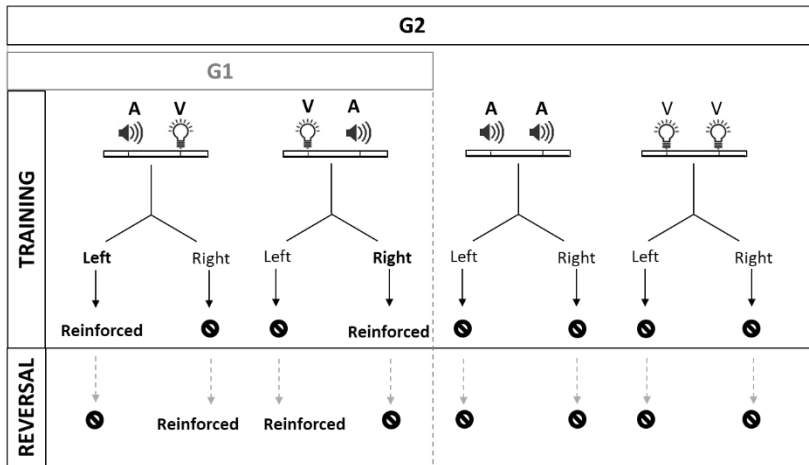 G2
G1
TRAINING
A V V A A A V V
Left Right Left Right Left Right Left Right
Reinforced Reinforced
REVERSAL
Reinforced Reinforced